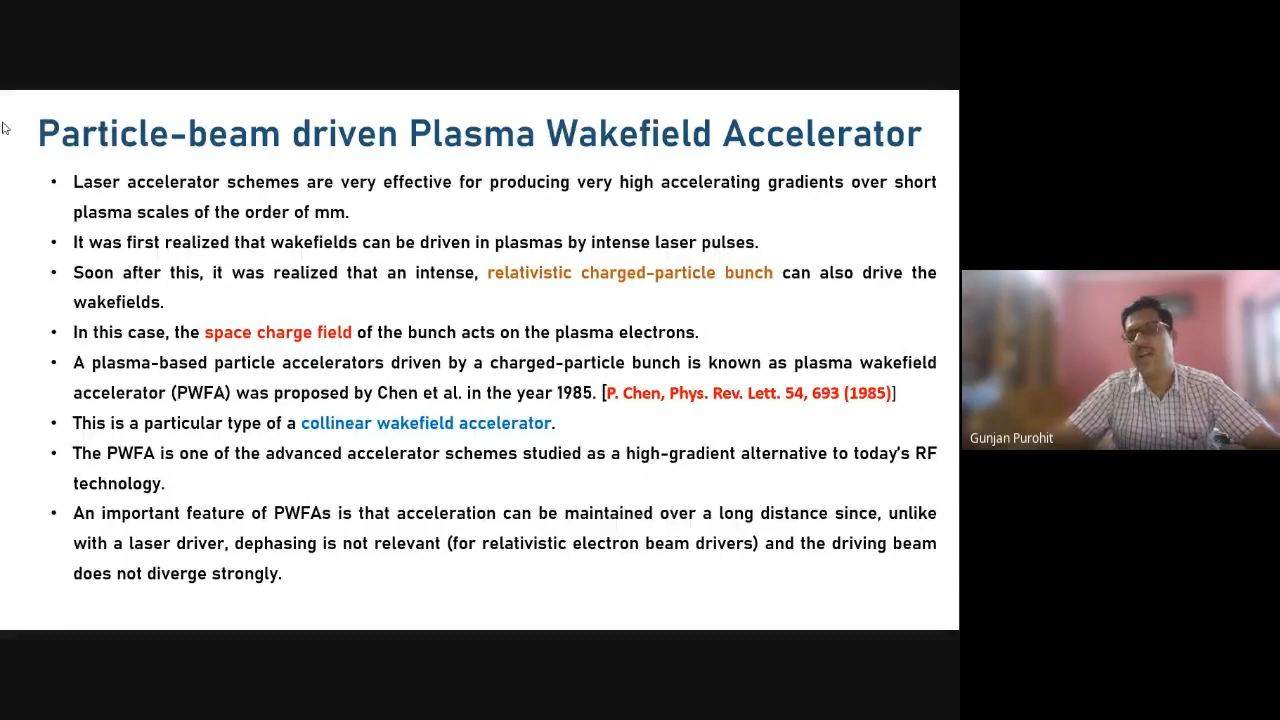 Particle-beam driven Plasma Wakefield Accelerator
• Laser accelerator schemes are very effective for producing very high accelerating gradients over short
plasma scales of the order of mm.
• It was first realized that wakefields can be driven in plasmas by intense laser pulses.
• Soon after this, it was realized that an intense, relativistic charged-particle bunch can also drive the
wakefields.
• In this case, the space charge field of the bunch acts on the plasma electrons.
• A plasma-based particle accelerators driven by a charged-particle bunch is known as plasma wakefield
accelerator (PWFA) was proposed by Chen et al. in the year 1985. [P. Chen, Phys. Rev. Lett. 54, 693 (1985)]
• This is a particular type of a collinear wakefield accelerator.
• The PWFA is one of the advanced accelerator schemes studied as a high-gradient alternative to today's RF
technology.
• An important feature of PWFAs is that acceleration can be maintained over a long distance since, unlike
with a laser driver, dephasing is not relevant (for relativistic electron beam drivers) and the driving beam
does not diverge strongly.
Gunjan Purohit